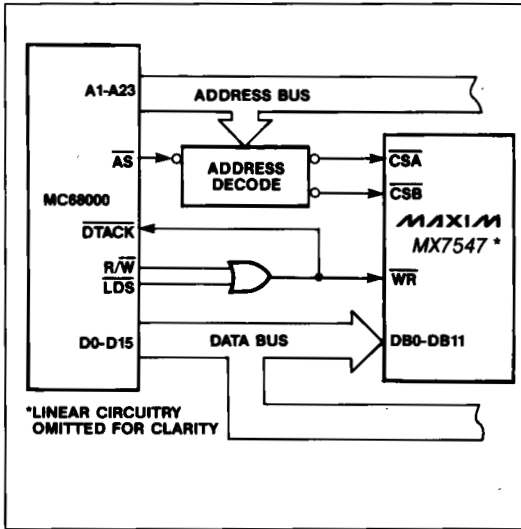 A1-A23
ADDRESS BUS
AS
ADDRESS
DECODE
CSA
CSB
MC68000
MAXIM
MX7547 *
DTACK
R/W
LDS
WR
D0-D15
DATA BUS
DB0-DB11
*LINEAR CIRCUITRY
OMITTED FOR CLARITY